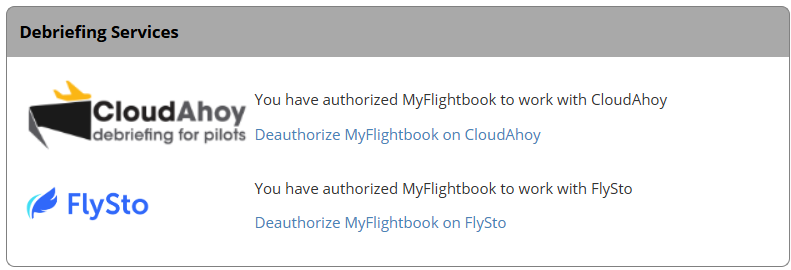 Debriefing Services
CloudAhoy
debriefing for pilots
You have authorized MyFlightbook to work with CloudAhoy
Deauthorize MyFlightbook on CloudAhoy
FlySto
You have authorized MyFlightbook to work with FlySto
Deauthorize MyFlightbook on FlySto